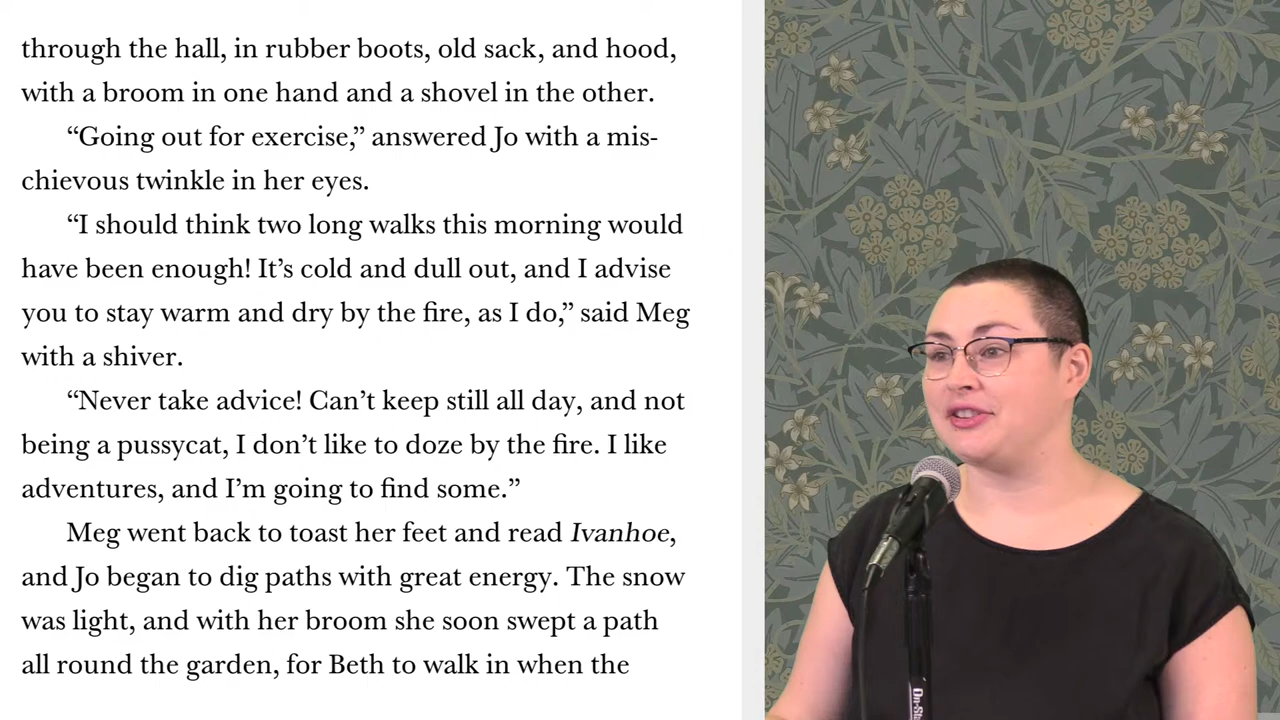 through the hall, in rubber boots, old sack, and hood,
with a broom in one hand and a shovel in the other.
“Going out for exercise,” answered Jo with a mis-
chievous twinkle in her eyes.
“I should think two long walks this morning would
have been enough! It’s cold and dull out, and I advise
you to stay warm and dry by the fire, as I do,” said Meg
with a shiver.
“Never take advice! Can’t keep still all day, and not
being a pussycat, I don’t like to doze by the fire. I like
adventures, and I’m going to find some.”
Meg went back to toast her feet and read Ivanhoe,
and Jo began to dig paths with great energy. The snow
was light, and with her broom she soon swept a path
all round the garden, for Beth to walk in when the